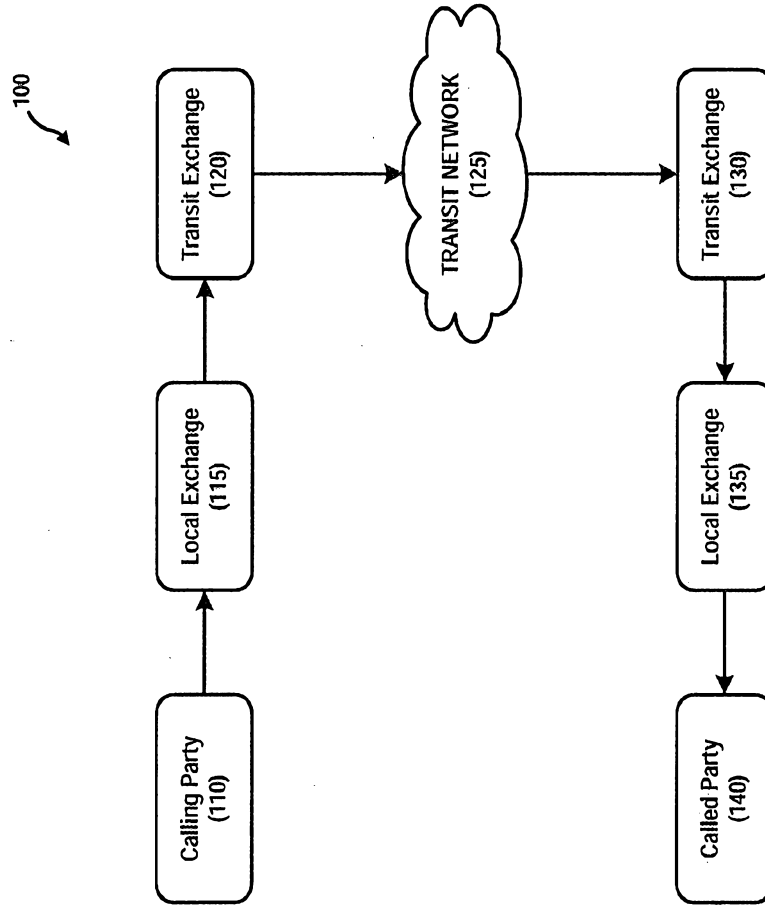 100
Calling Party
(110)
Local Exchange
(115)
Transit Exchange
(120)
TRANSIT NETWORK
(125)
Transit Exchange
(130)
Local Exchange
(135)
Called Party
(140)